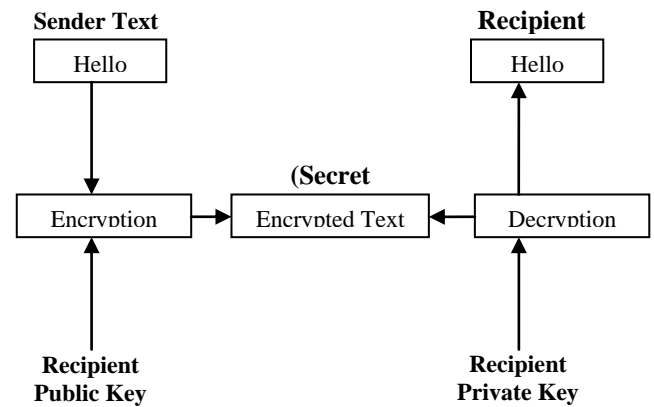 Sender Text
Recipient
Hello
Hello
(Secret
Encryption
Encrypted Text
Decryption
Recipient
Public Key
Recipient
Private Key